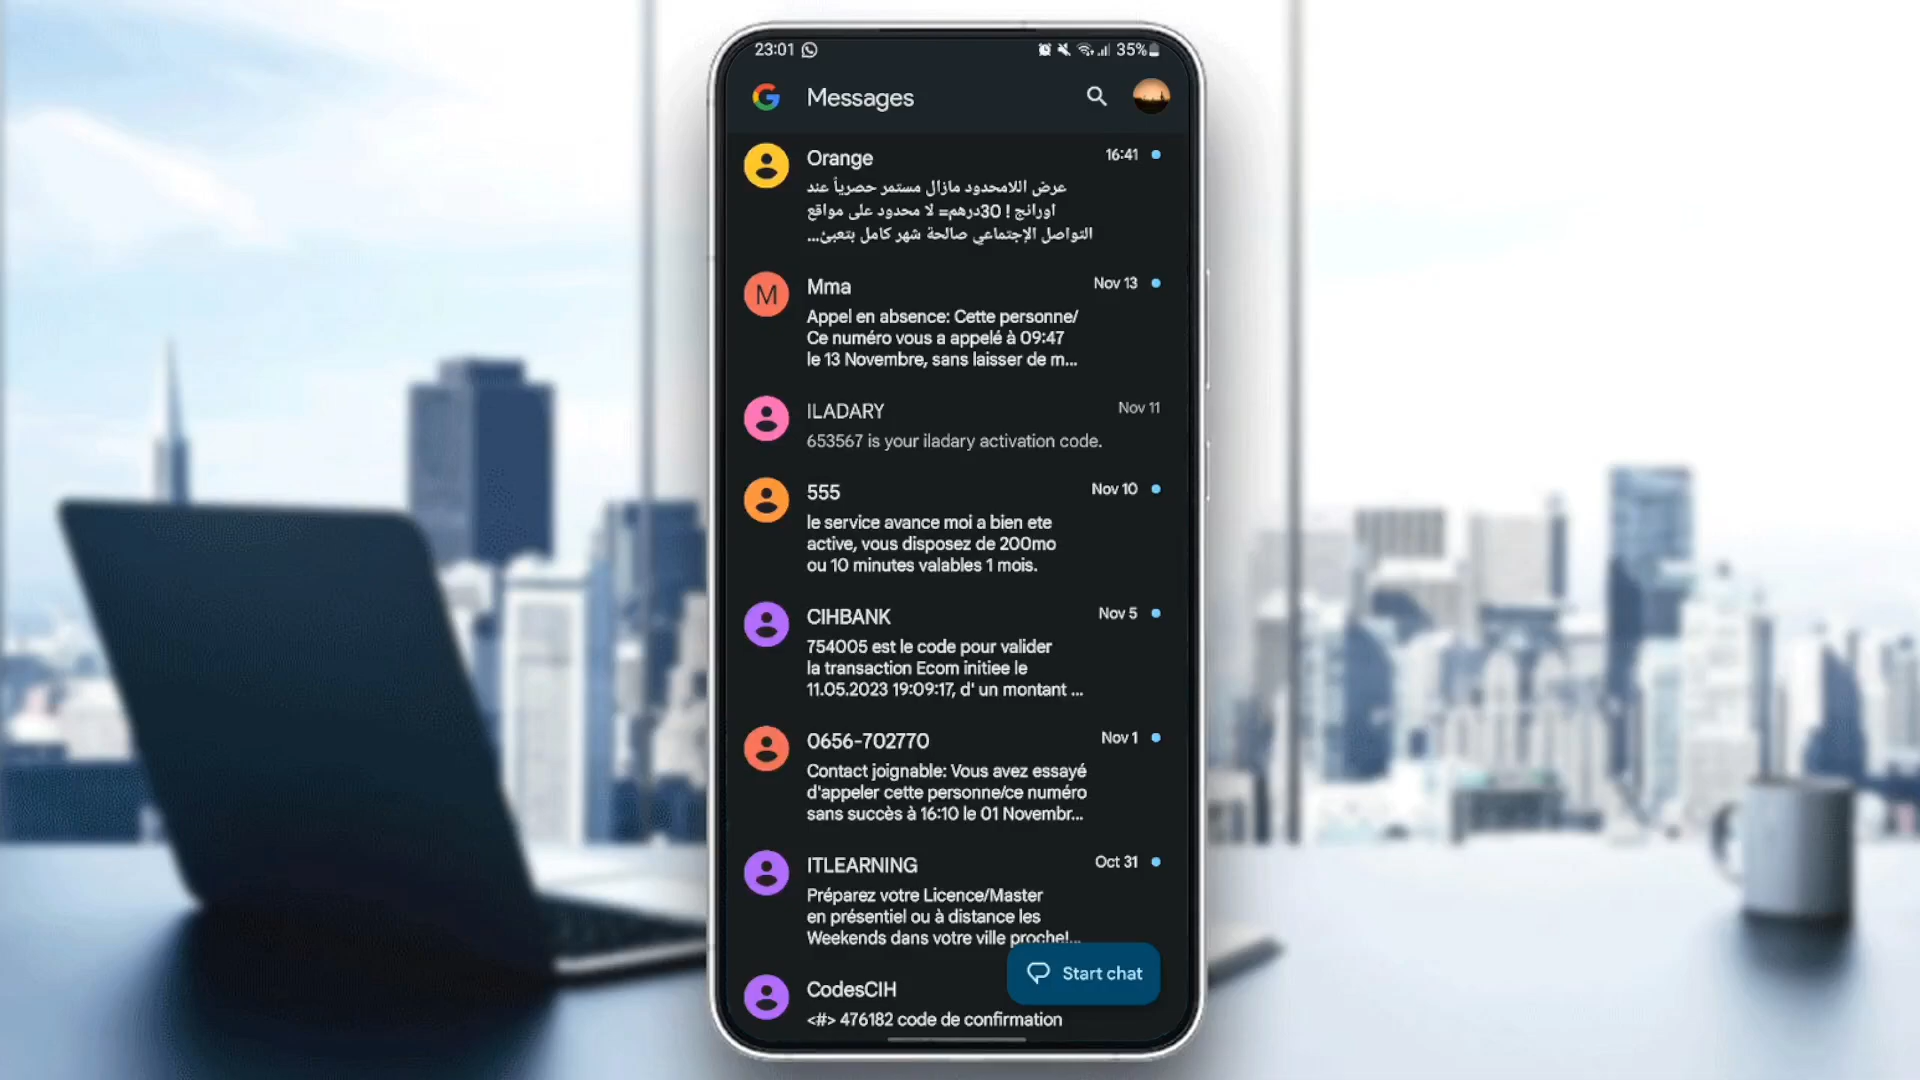 23:01
35%
Messages
Orange
16:41
عرض اللامحدود مازال مستمر حصرياً عند
اورانج ! 30درهم= لا محدود على مواقع
التواصل الإجتماعي صالحة شهر كامل بتعبئ...
M
Mma
Nov 13
Appel en absence: Cette personne/
Ce numéro vous a appelé à 09:47
le 13 Novembre, sans laisser de m...
ILADARY
Nov 11
653567 is your iladary activation code.
555
Nov 10
le service avance moi a bien ete
active, vous disposez de 200mo
ou 10 minutes valables 1 mois.
CIHBANK
Nov 5
754005 est le code pour valider
la transaction Ecom initiee le
11.05.2023 19:09:17, d' un montant ...
0656-702770
Nov 1
Contact joignable: Vous avez essayé
d'appeler cette personne/ce numéro
sans succès à 16:10 le 01 Novembr...
ITLEARNING
Oct 31
Préparez votre Licence/Master
en présentiel ou à distance les
Weekends dans votre ville proche!...
Start chat
CodesCIH
<#> 476182 code de confirmation